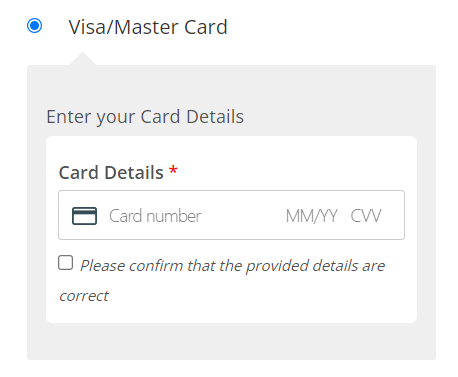 Visa/Master Card
Enter your Card Details
Card Details *
Card number MM/YY CVV
Please confirm that the provided details are
correct